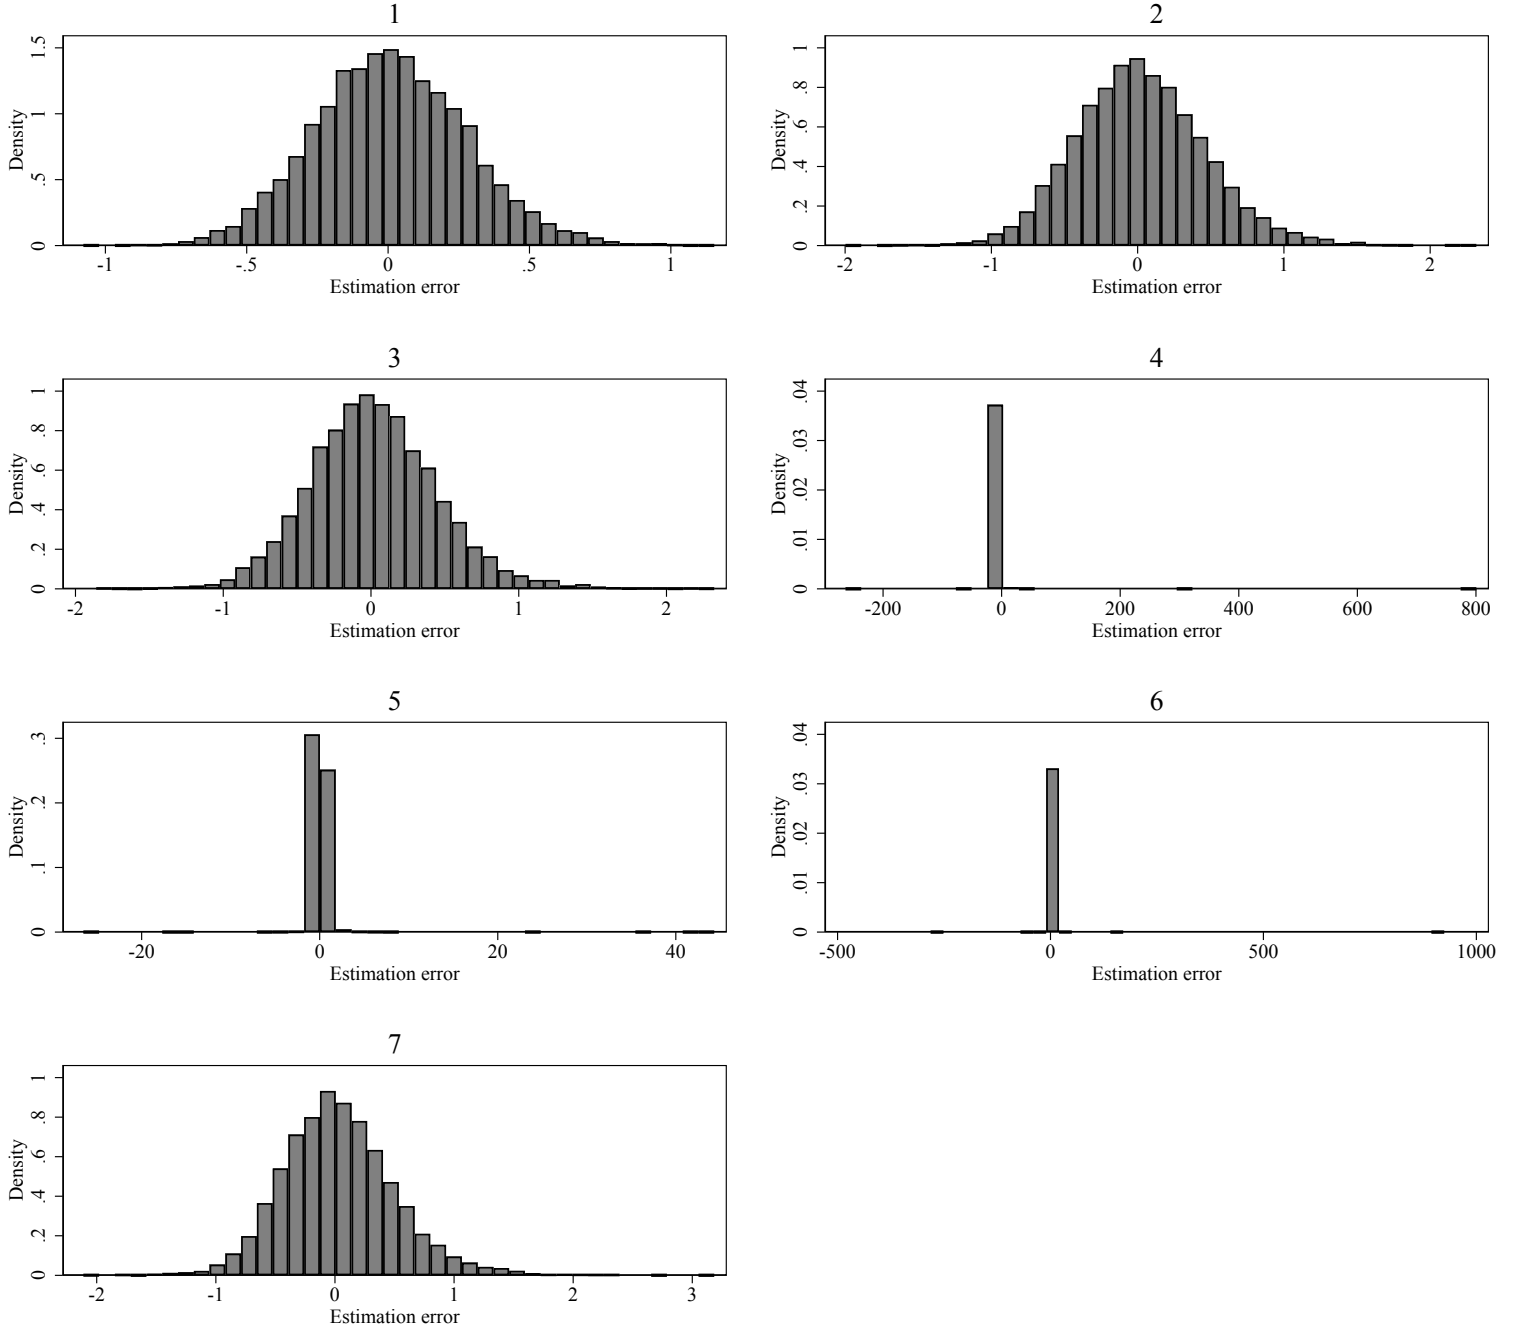 1
Density
0 .5 1 1.5
-1 -.5 0 .5 1
Estimation error
2
Density
0 .2 .4 .6 .8 1
-2 -1 0 1 2
Estimation error
3
Density
0 .2 .4 .6 .8 1
-2 -1 0 1 2
Estimation error
4
Density
0 .01 .02 .03 .04
-200 0 200 400 600 800
Estimation error
5
Density
0 .1 .2 .3
-20 0 20 40
Estimation error
6
Density
0 .01 .02 .03 .04
-500 0 500 1000
Estimation error
7
Density
0 .2 .4 .6 .8 1
-2 -1 0 1 2 3
Estimation error